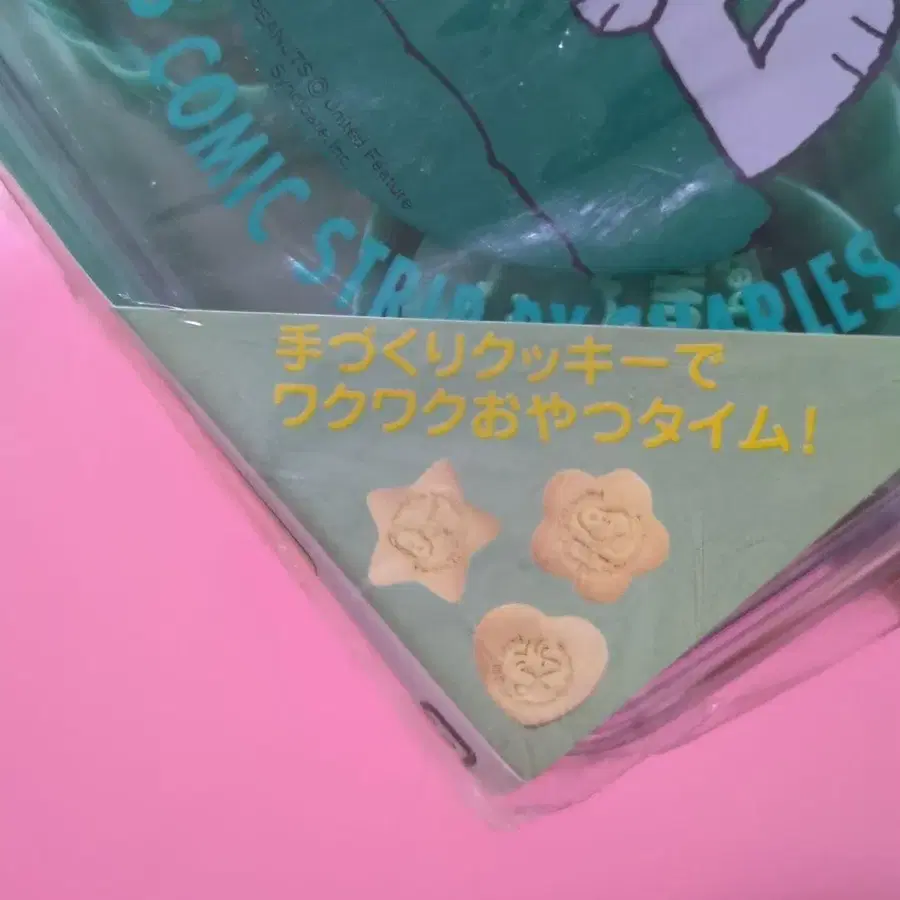 PEANUTS © United Feature
Syndicate, Inc.
COMIC STRIP BY CHARLES
手づくりクッキーで
ワクワクおやつタイム!